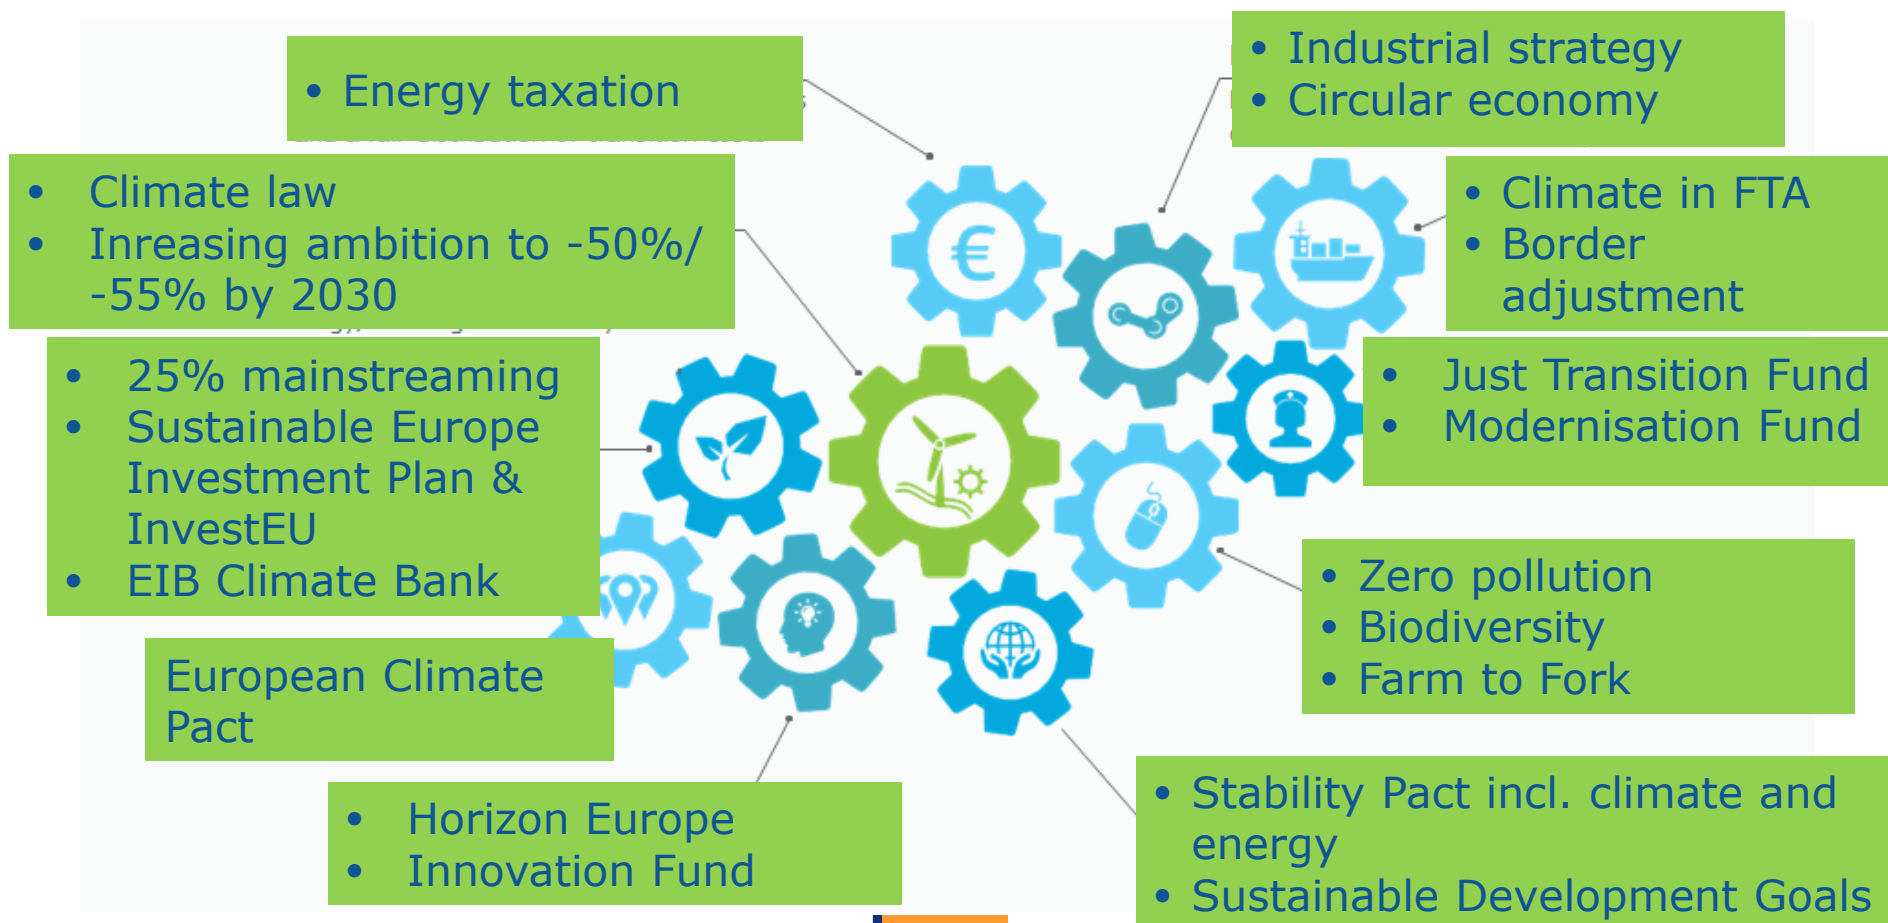 • Energy taxation
• Industrial strategy
• Circular economy
• Climate law
• Inreasing ambition to -50%/
-55% by 2030
• Climate in FTA
• Border
adjustment
• 25% mainstreaming
• Sustainable Europe
Investment Plan &
InvestEU
• EIB Climate Bank
• Just Transition Fund
• Modernisation Fund
€
• Zero pollution
• Biodiversity
• Farm to Fork
European Climate
Pact
• Horizon Europe
• Innovation Fund
• Stability Pact incl. climate and
energy
• Sustainable Development Goals